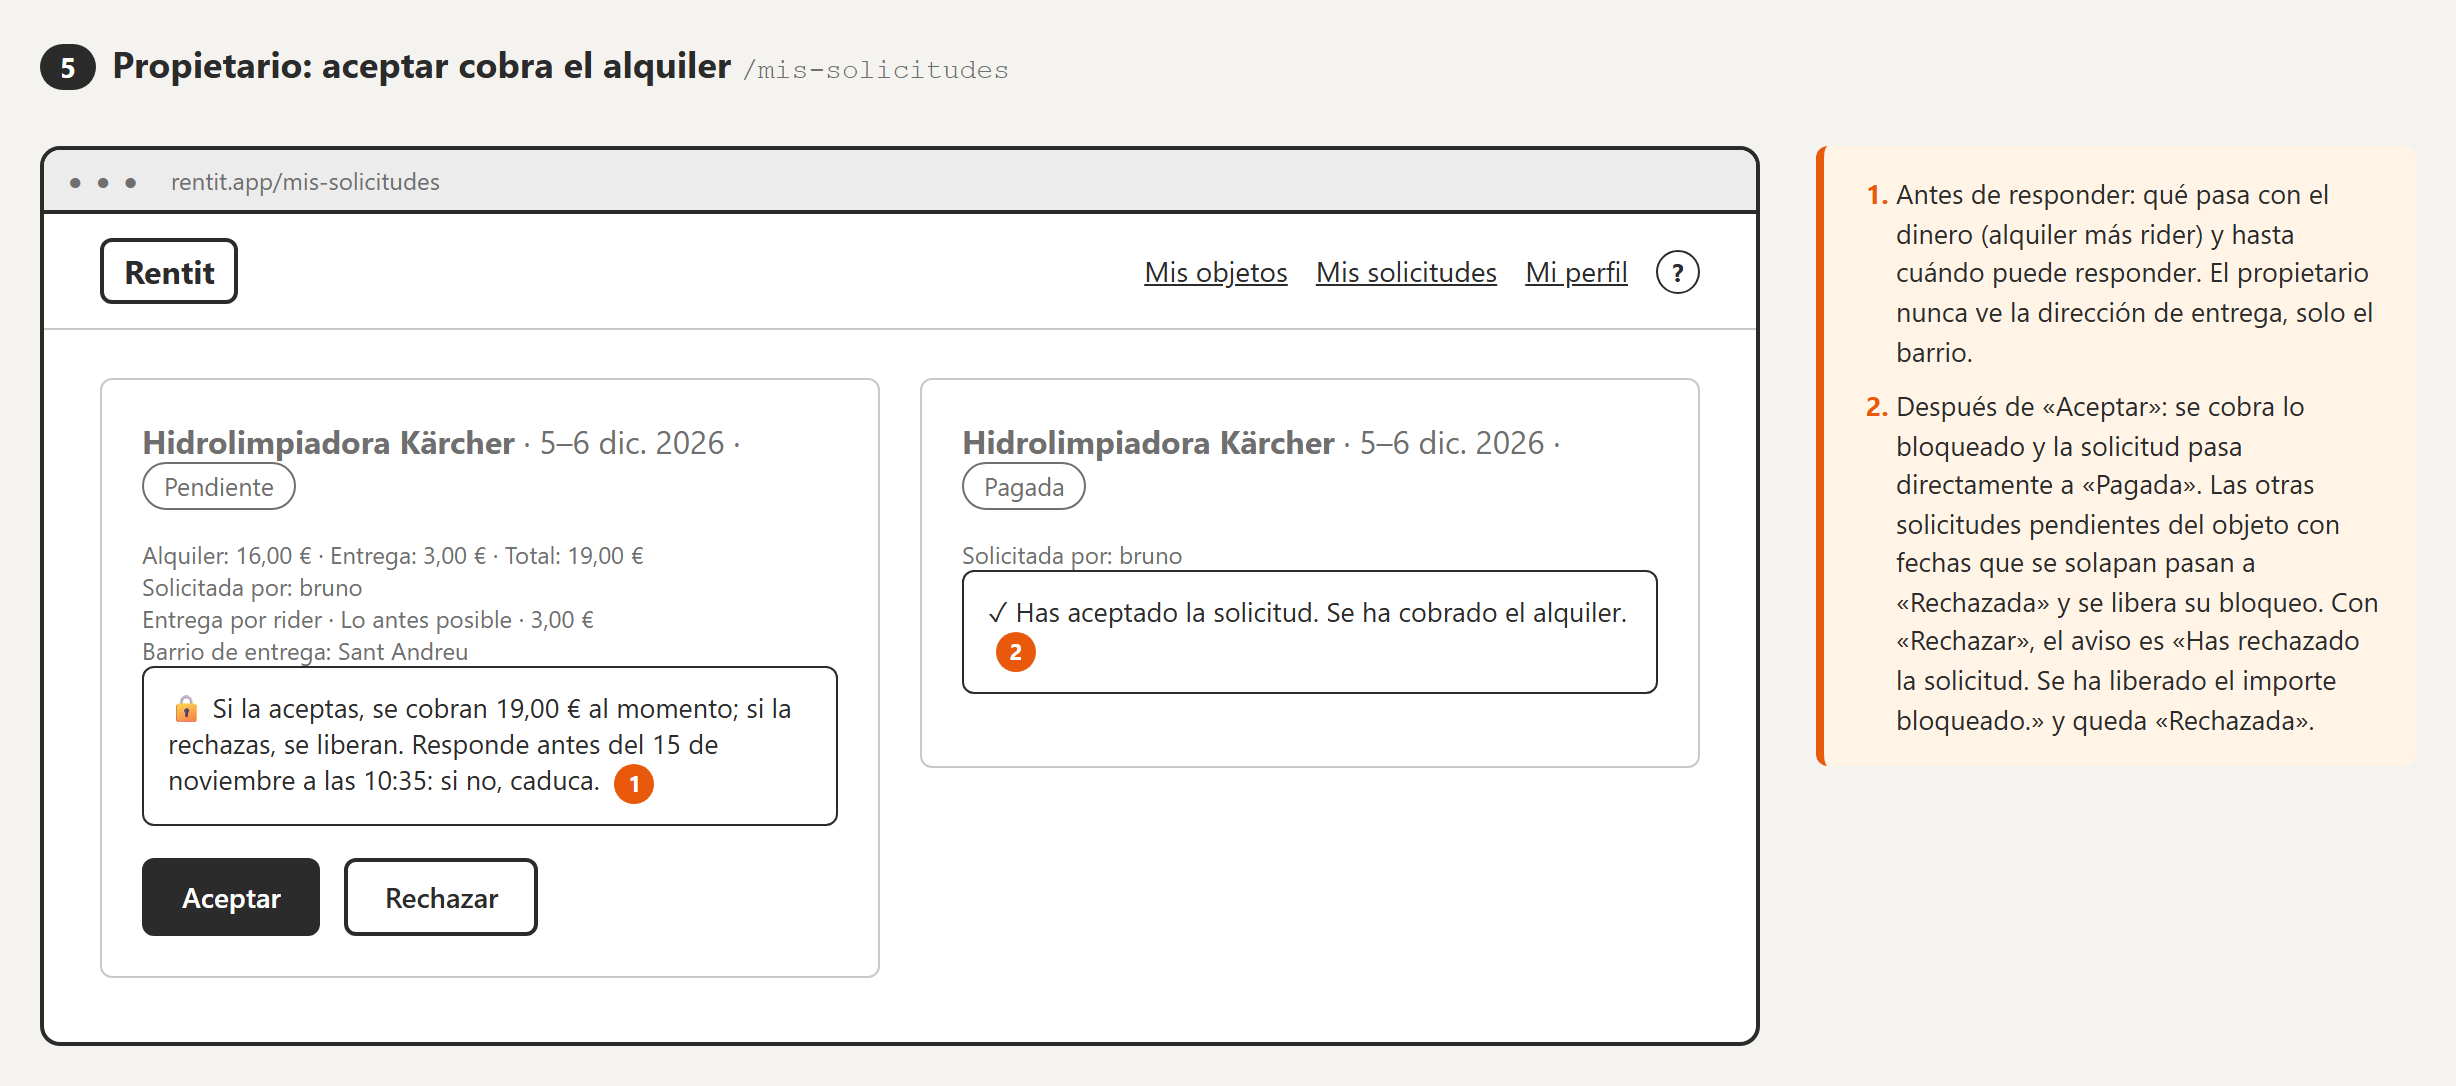 5 Propietario: aceptar cobra el alquiler /mis-solicitudes
rentit.app/mis-solicitudes
Rentit
Mis objetos Mis solicitudes Mi perfil ?
Hidrolimpiadora Kärcher · 5–6 dic. 2026 ·
Pendiente
Alquiler: 16,00 € · Entrega: 3,00 € · Total: 19,00 €
Solicitada por: bruno
Entrega por rider · Lo antes posible · 3,00 €
Barrio de entrega: Sant Andreu
🔒 Si la aceptas, se cobran 19,00 € al momento; si la
rechazas, se liberan. Responde antes del 15 de
noviembre a las 10:35: si no, caduca. 1
Aceptar Rechazar
Hidrolimpiadora Kärcher · 5–6 dic. 2026 ·
Pagada
Solicitada por: bruno
✓ Has aceptado la solicitud. Se ha cobrado el alquiler.
2
1. Antes de responder: qué pasa con el
dinero (alquiler más rider) y hasta
cuándo puede responder. El propietario
nunca ve la dirección de entrega, solo el
barrio.
2. Después de «Aceptar»: se cobra lo
bloqueado y la solicitud pasa
directamente a «Pagada». Las otras
solicitudes pendientes del objeto con
fechas que se solapan pasan a
«Rechazada» y se libera su bloqueo. Con
«Rechazar», el aviso es «Has rechazado
la solicitud. Se ha liberado el importe
bloqueado.» y queda «Rechazada».